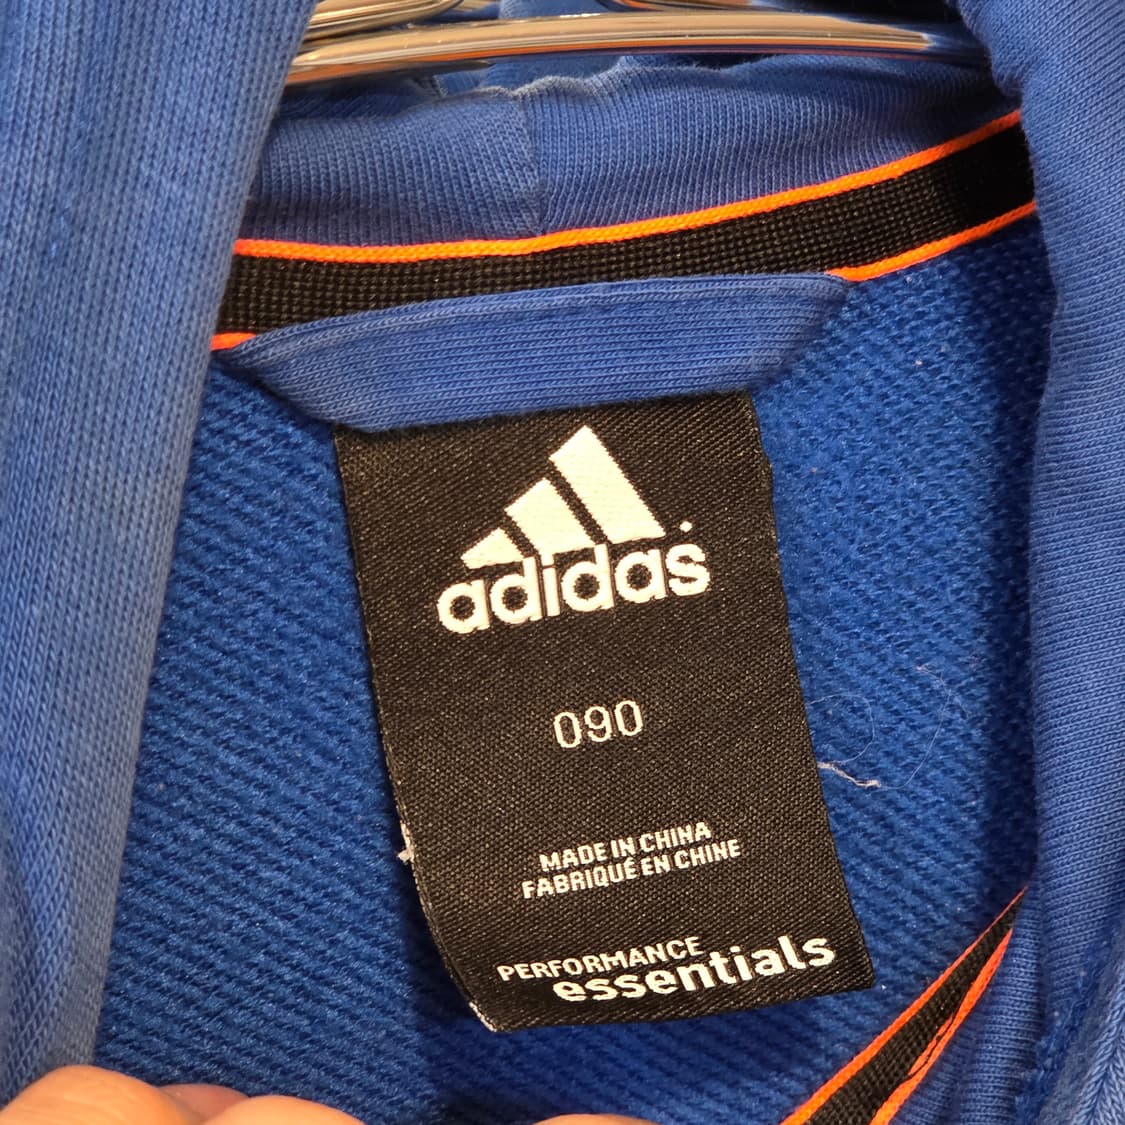 adidas
090
MADE IN CHINA
FABRIQUÉ EN CHINE
PERFORMANCE
essentials